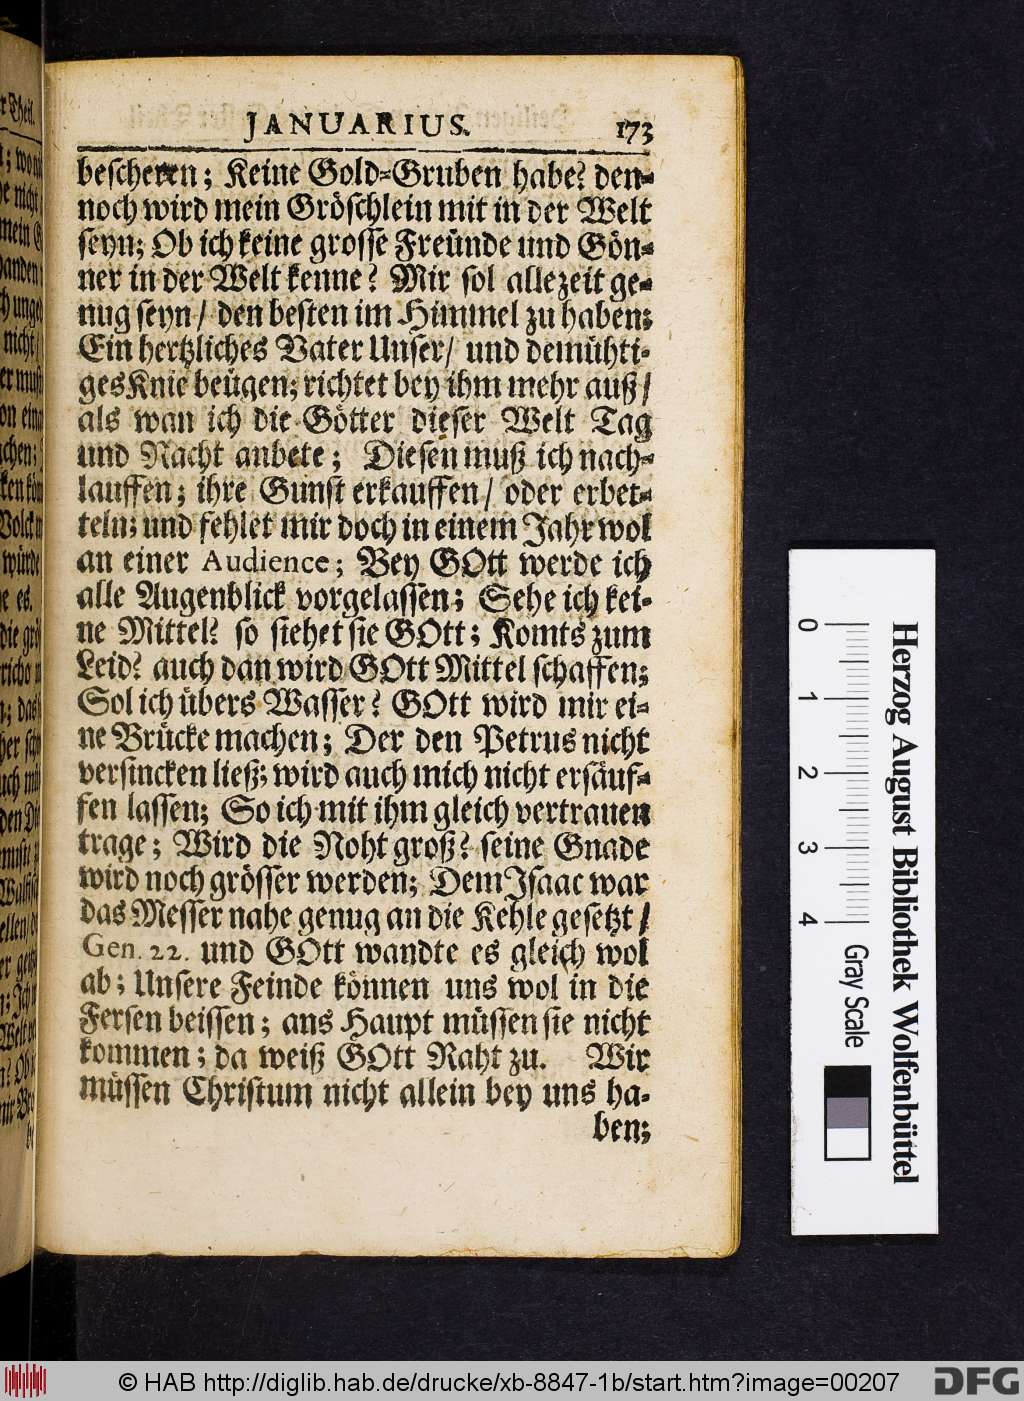 JANUARIUS. 173
bescheren; Keine Gold-Gruben habe? den-
noch wird mein Gröschlein mit in der Welt
seyn; Ob ich keine grosse Freünde und Gön-
ner in der Welt kenne? Mir sol allezeit ge-
nug seyn/ den besten im Himmel zu haben;
Ein hertzliches Vater Unser/ und demühti-
ges Knie beügen; richtet bey ihm mehr auß/
als wan ich die Götter dieser Welt Tag
und Nacht anbete; Diesen muß ich nach-
lauffen; ihre Gunst erkauffen/ oder erbet-
teln; und fehlet mir doch in einem Jahr wol
an einer Audience; Bey GOtt werde ich
alle Augenblick vorgelassen; Sehe ich kei-
ne Mittel? so siehet sie GOtt; Komts zum
Leid? auch dan wird GOtt Mittel schaffen;
Sol ich übers Wasser? GOtt wird mir ei-
ne Brücke machen; Der den Petrus nicht
versincken ließ; wird auch mich nicht ersäuf-
fen lassen; So ich mit ihm gleich vertrauen
trage; Wird die Noht groß? seine Gnade
wird noch grösser werden; Dem Isaac war
das Messer nahe genug an die Kehle gesetzt/
Gen. 22. und GOtt wandte es gleich wol
ab; Unsere Feinde können uns wol in die
Fersen beissen; ans Haupt müssen sie nicht
kommen; da weiß GOtt Raht zu. Wir
müssen Christum nicht allein bey uns ha-
ben;
0 1 2 3 4
Herzog August Bibliothek Wolfenbüttel
Gray Scale
© HAB http://diglib.hab.de/drucke/xb-8847-1b/start.htm?image=00207
DFG